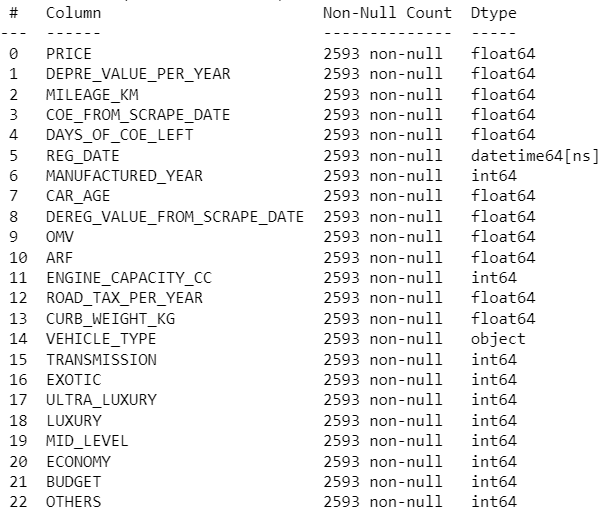 #   Column                       Non-Null Count  Dtype
---  ------                       --------------  -----
0   PRICE                        2593 non-null   float64
1   DEPRE_VALUE_PER_YEAR         2593 non-null   float64
2   MILEAGE_KM                   2593 non-null   float64
3   COE_FROM_SCRAPE_DATE         2593 non-null   float64
4   DAYS_OF_COE_LEFT             2593 non-null   float64
5   REG_DATE                     2593 non-null   datetime64[ns]
6   MANUFACTURED_YEAR            2593 non-null   int64
7   CAR_AGE                      2593 non-null   float64
8   DEREG_VALUE_FROM_SCRAPE_DATE 2593 non-null   float64
9   OMV                          2593 non-null   float64
10  ARF                          2593 non-null   float64
11  ENGINE_CAPACITY_CC           2593 non-null   int64
12  ROAD_TAX_PER_YEAR            2593 non-null   float64
13  CURB_WEIGHT_KG               2593 non-null   float64
14  VEHICLE_TYPE                 2593 non-null   object
15  TRANSMISSION                 2593 non-null   int64
16  EXOTIC                       2593 non-null   int64
17  ULTRA_LUXURY                 2593 non-null   int64
18  LUXURY                       2593 non-null   int64
19  MID_LEVEL                    2593 non-null   int64
20  ECONOMY                      2593 non-null   int64
21  BUDGET                       2593 non-null   int64
22  OTHERS                       2593 non-null   int64